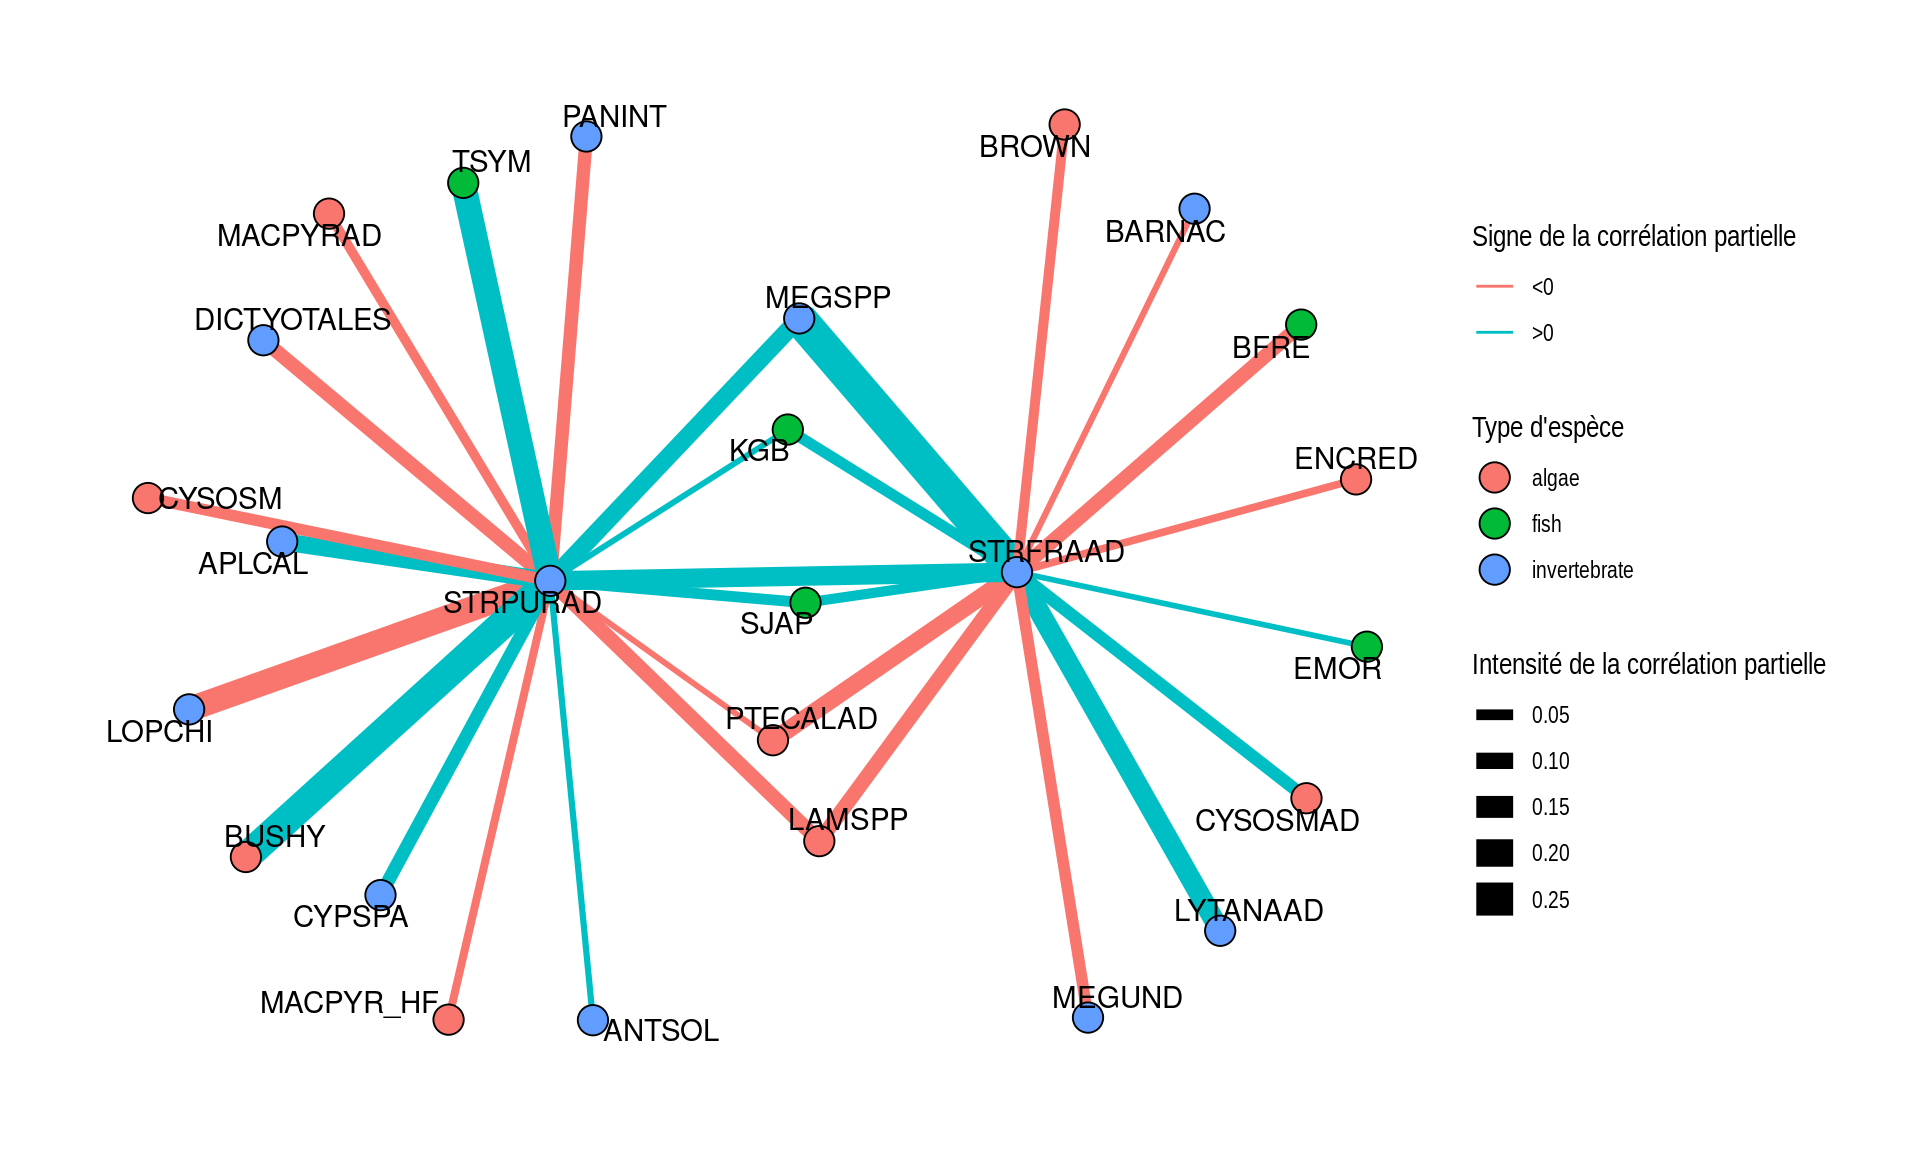 PANINT
BROWN
TSYM
MACPYRAD
BARNAC
Signe de la corrélation partielle
<0
>0
MEGSPP
DICTYOTALES
BFRE
Type d'espèce
KGB
ENCRED
algae
CYSOSM
fish
STRFRAAD
APLCAL
invertebrate
STRPURAD
SJAP
EMOR
Intensité de la corrélation partielle
PTECALAD
LOPCHI
0.05
0.10
0.15
LAMSPP
CYSOSMAD
BUSHY
0.20
0.25
CYPSPA
LYTANAAD
MACPYR_HF
MEGUND
ANTSOL